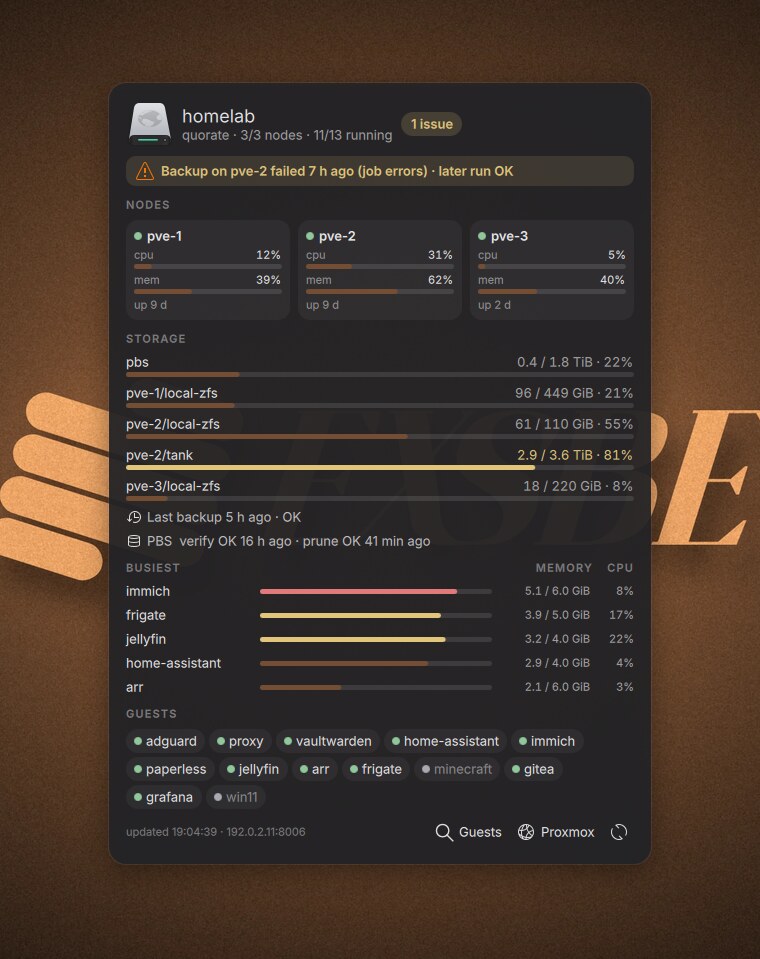 homelab
quorate · 3/3 nodes · 11/13 running
1 issue
Backup on pve-2 failed 7 h ago (job errors) · later run OK
NODES
pve-1
cpu 12%
mem 39%
up 9 d
pve-2
cpu 31%
mem 62%
up 9 d
pve-3
cpu 5%
mem 40%
up 2 d
STORAGE
pbs 0.4 / 1.8 TiB · 22%
pve-1/local-zfs 96 / 449 GiB · 21%
pve-2/local-zfs 61 / 110 GiB · 55%
pve-2/tank 2.9 / 3.6 TiB · 81%
pve-3/local-zfs 18 / 220 GiB · 8%
Last backup 5 h ago · OK
PBS verify OK 16 h ago · prune OK 41 min ago
BUSIEST MEMORY CPU
immich 5.1 / 6.0 GiB 8%
frigate 3.9 / 5.0 GiB 17%
jellyfin 3.2 / 4.0 GiB 22%
home-assistant 2.9 / 4.0 GiB 4%
arr 2.1 / 6.0 GiB 3%
GUESTS
adguard proxy vaultwarden home-assistant immich
paperless jellyfin arr frigate minecraft gitea
grafana win11
updated 19:04:39 · 192.0.2.11:8006 Guests Proxmox